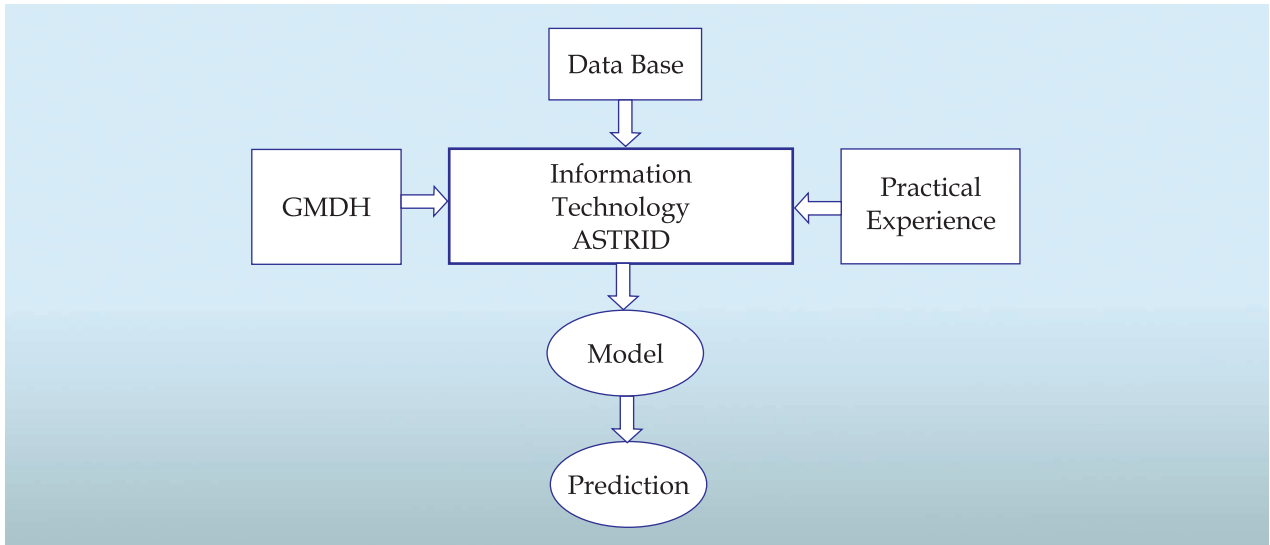 Data Base
GMDH
Information
Technology
ASTRID
Practical
Experience
Model
Prediction